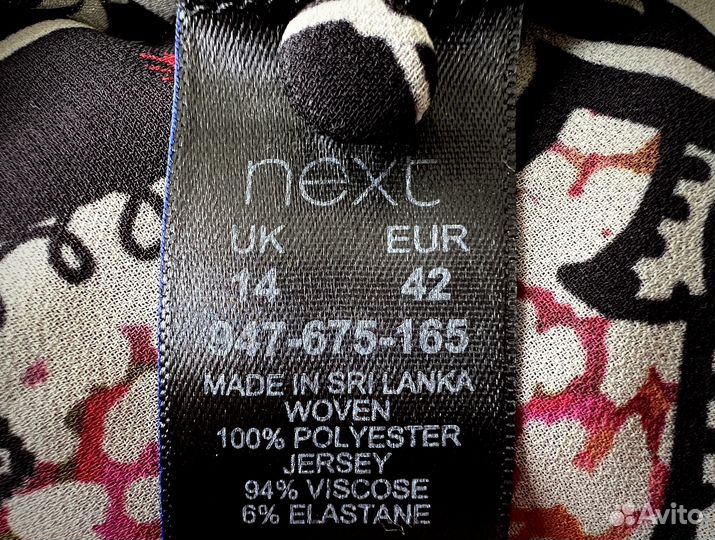 next
UK EUR
14 42
947-675-165
MADE IN SRI LANKA
WOVEN
100% POLYESTER
JERSEY
94% VISCOSE
6% ELASTANE
Avito